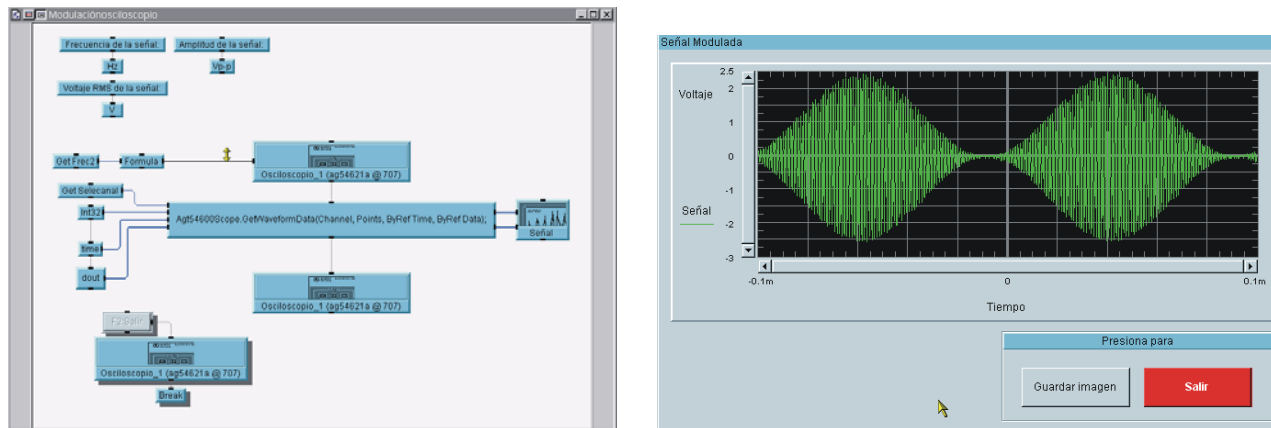 Modulaciónosciloscopio
Frecuencia de la señal:
Amplitud de la señal:
Hz
Vp-p
Voltaje RMS de la señal:
V
Get Frec2
Formula
Osciloscopio_1 (ag54621a @ 707)
Get Selecanal
Int32
time
dout
Agt54600Scope.GetWaveformData(Channel, Points, ByRef Time, ByRef Data);
Señal
Osciloscopio_1 (ag54621a @ 707)
F2:Salir
Osciloscopio_1 (ag54621a @ 707)
Break
Señal Modulada
Voltaje
2.5
2
1
0
-1
-2
-3
Señal
-0.1m
0
0.1m
Tiempo
Presiona para
Guardar imagen
Salir